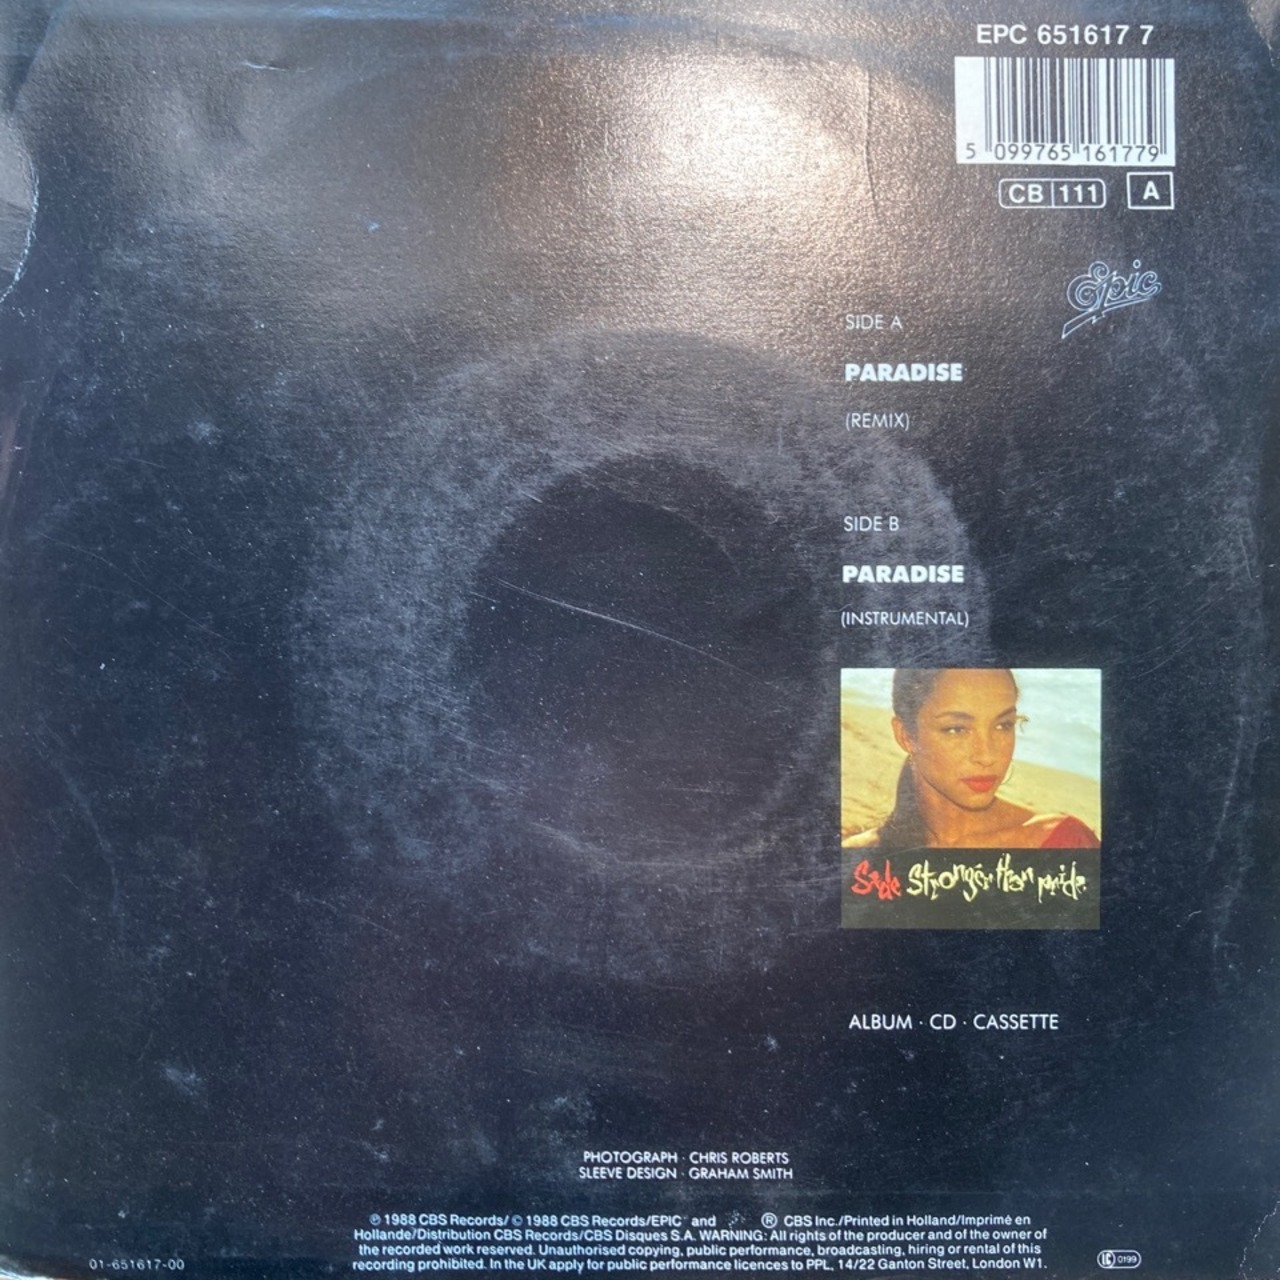 EPC 651617 7
5 099765 161779
CB 111 A
Epic
SIDE A
PARADISE
(REMIX)
SIDE B
PARADISE
(INSTRUMENTAL)
Sade Stronger than pride.
ALBUM · CD · CASSETTE
PHOTOGRAPH · CHRIS ROBERTS
SLEEVE DESIGN · GRAHAM SMITH
℗ 1988 CBS Records/ © 1988 CBS Records/EPIC and ® CBS Inc./Printed in Holland/Imprimé en
Hollande/Distribution CBS Records/CBS Disques S.A. WARNING: All rights of the producer and of the owner of
the recorded work reserved. Unauthorised copying, public performance, broadcasting, hiring or rental of this
recording prohibited. In the UK apply for public performance licences to PPL, 14/22 Ganton Street, London W1.
01-651617-00
LC 0199